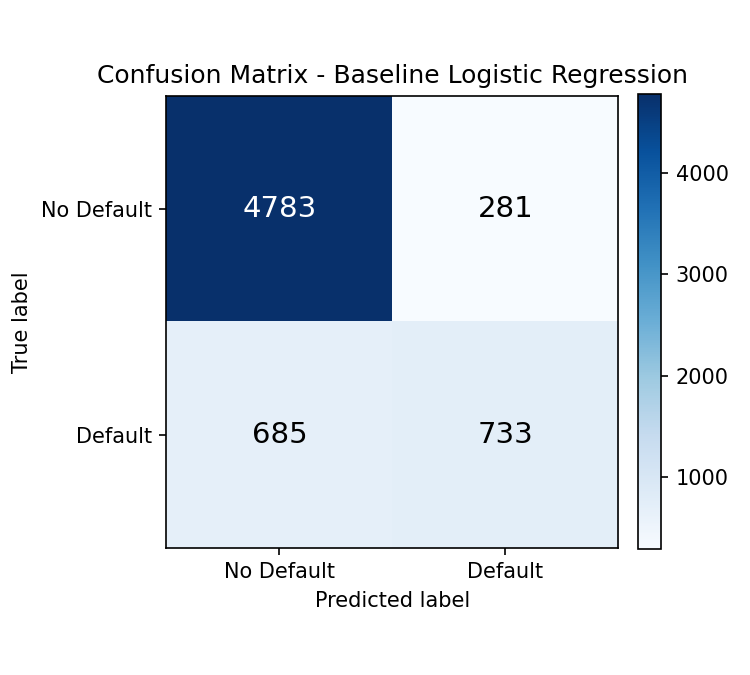 Confusion Matrix - Baseline Logistic Regression
True label
No Default
4783
281
Default
685
733
No Default
Default
Predicted label
4000
3000
2000
1000